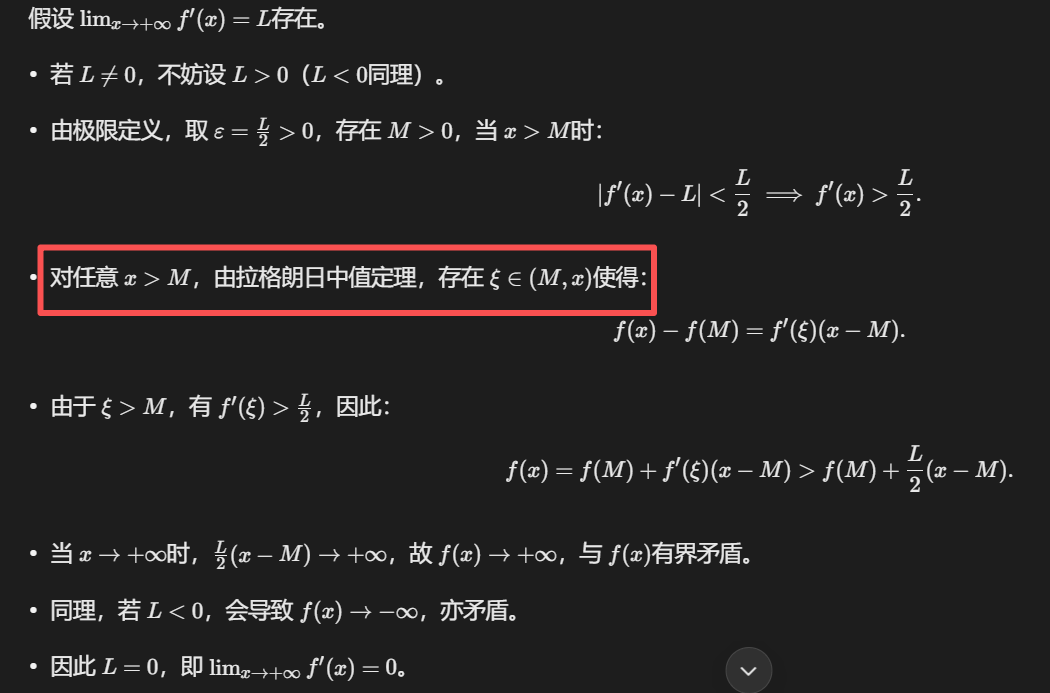 假设 lim_{x→+∞} f′(x) = L存在。
• 若 L ≠ 0，不妨设 L > 0（L < 0同理）。
• 由极限定义，取 ε = L/2 > 0，存在 M > 0，当 x > M时：
|f′(x) − L| < L/2 ⟹ f′(x) > L/2.
• 对任意 x > M，由拉格朗日中值定理，存在 ξ ∈ (M, x)使得：
f(x) − f(M) = f′(ξ)(x − M).
• 由于 ξ > M，有 f′(ξ) > L/2，因此：
f(x) = f(M) + f′(ξ)(x − M) > f(M) + L/2(x − M).
• 当 x → +∞时，L/2(x − M) → +∞，故 f(x) → +∞，与 f(x)有界矛盾。
• 同理，若 L < 0，会导致 f(x) → −∞，亦矛盾。
• 因此 L = 0，即 lim_{x→+∞} f′(x) = 0。